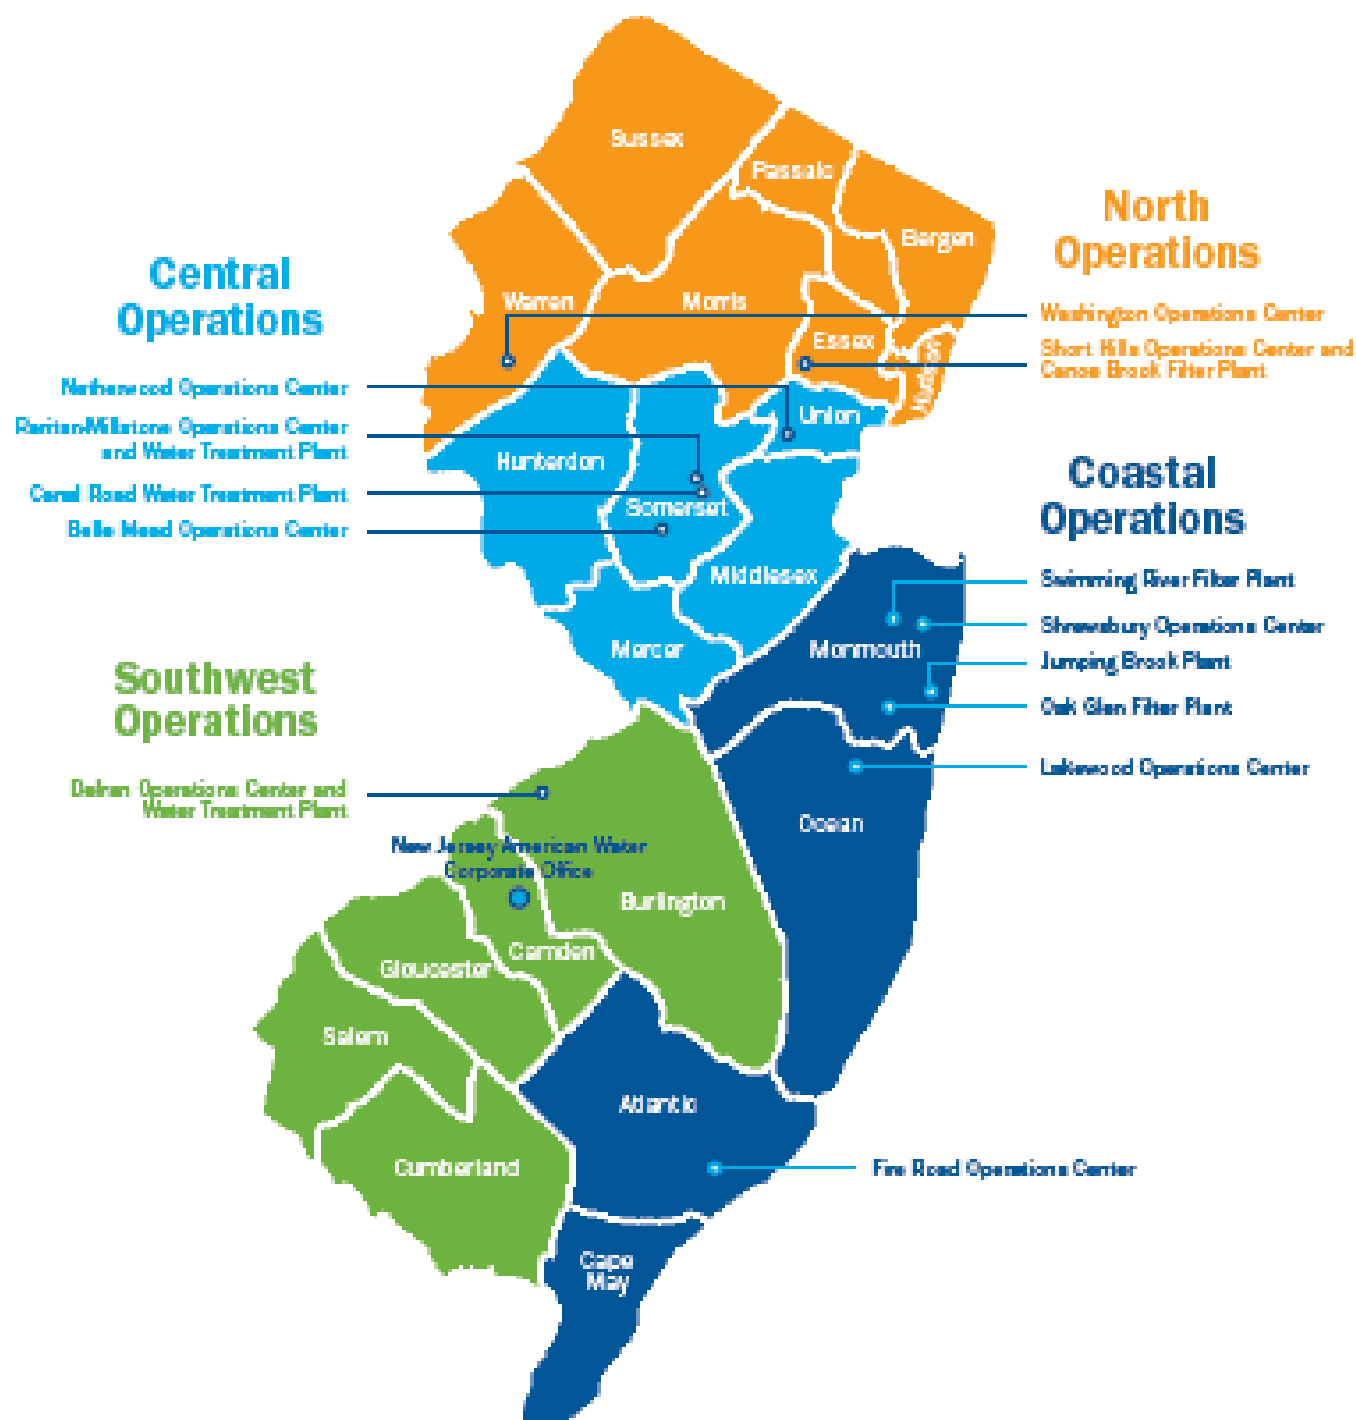 Sussex
Passaic
Bergen
Warren
Morris
Essex
Hudson
North
Operations
Washington Operations Center
Short Hills Operations Center and
Canoe Brook Filter Plant
Central
Operations
Netherwood Operations Center
Raritan-Millstone Operations Center
and Water Treatment Plant
Canal Road Water Treatment Plant
Belle Mead Operations Center
Union
Hunterdon
Somerset
Middlesex
Mercer
Coastal
Operations
Swimming River Filter Plant
Shrewsbury Operations Center
Jumping Brook Plant
Oak Glen Filter Plant
Lakewood Operations Center
Monmouth
Ocean
Southwest
Operations
Delran Operations Center and
Water Treatment Plant
New Jersey American Water
Corporate Office
Burlington
Camden
Gloucester
Salem
Cumberland
Atlantic
Fire Road Operations Center
Cape
May